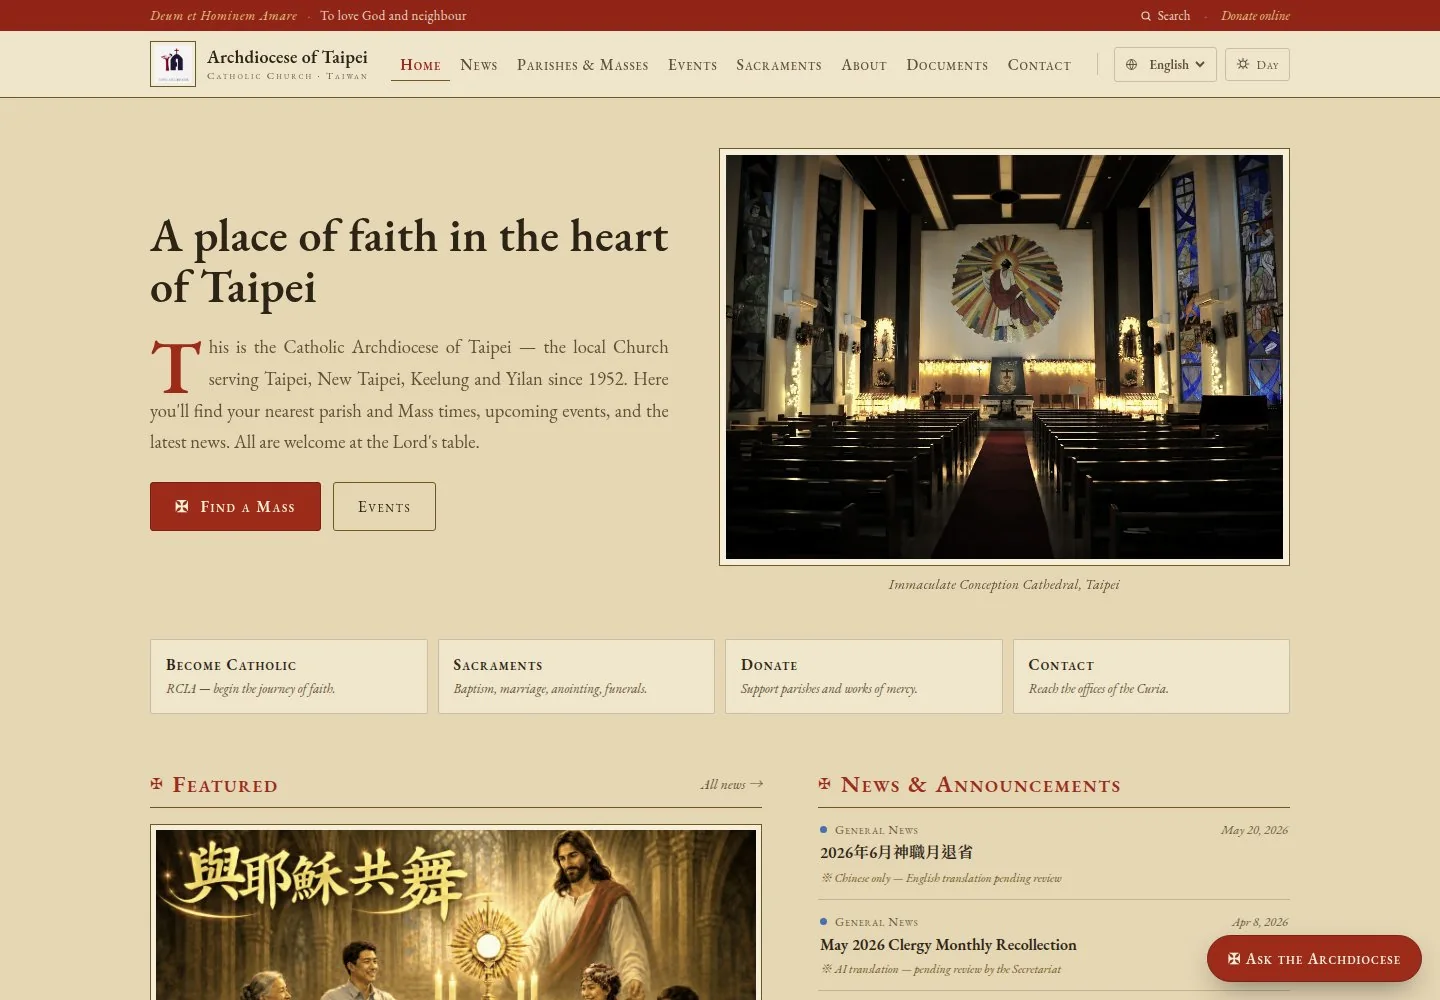 Deum et Hominem Amare · To love God and neighbour
Search · Donate online
Archdiocese of Taipei
Catholic Church · Taiwan
Home News Parishes & Masses Events Sacraments About Documents Contact
English
Day
A place of faith in the heart
of Taipei
This is the Catholic Archdiocese of Taipei — the local Church
serving Taipei, New Taipei, Keelung and Yilan since 1952. Here
you'll find your nearest parish and Mass times, upcoming events, and the
latest news. All are welcome at the Lord's table.
✠ Find a Mass
Events
Immaculate Conception Cathedral, Taipei
Become Catholic
RCIA — begin the journey of faith.
Sacraments
Baptism, marriage, anointing, funerals.
Donate
Support parishes and works of mercy.
Contact
Reach the offices of the Curia.
✠ Featured
All news →
與耶穌共舞
✠ News & Announcements
General News
May 20, 2026
2026年6月神職月退省
※ Chinese only — English translation pending review
General News
Apr 8, 2026
May 2026 Clergy Monthly Recollection
※ AI translation — pending review by the Secretariat
✠ Ask the Archdiocese